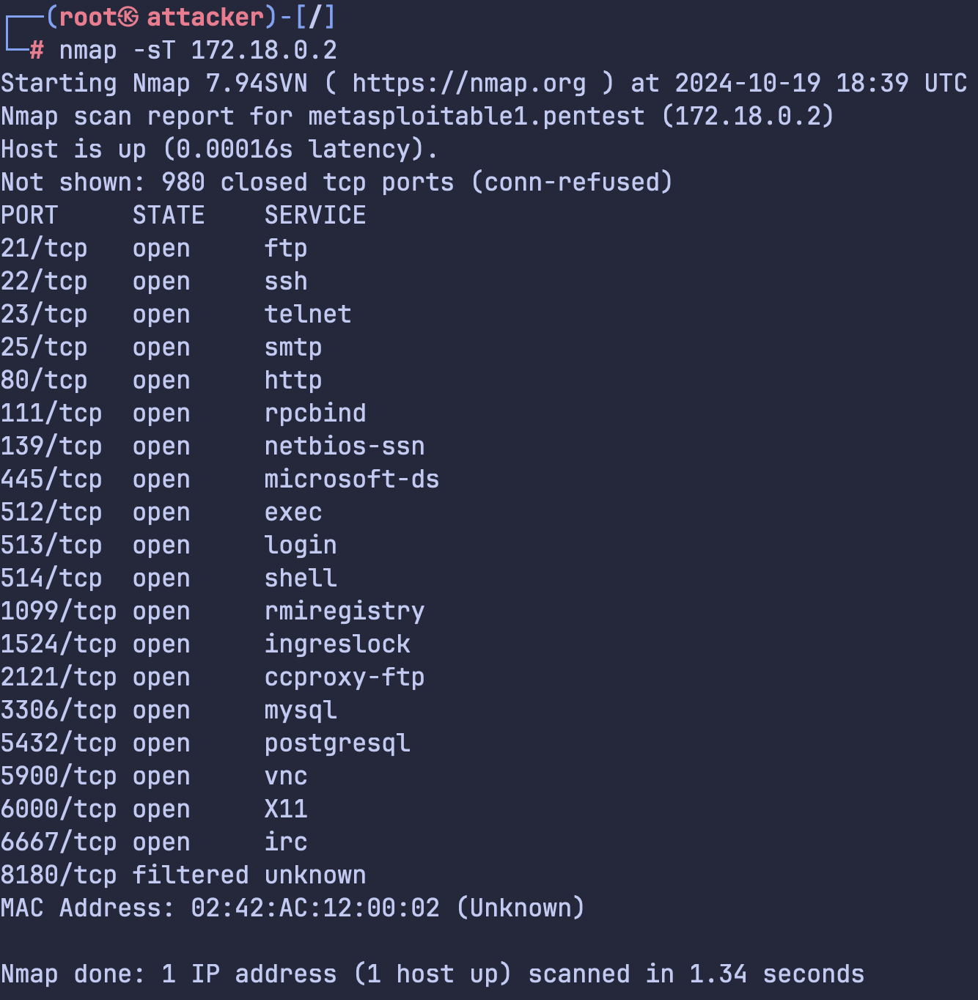 ┌──(root㉿attacker)-[/]
└─# nmap -sT 172.18.0.2
Starting Nmap 7.94SVN ( https://nmap.org ) at 2024-10-19 18:39 UTC
Nmap scan report for metasploitable1.pentest (172.18.0.2)
Host is up (0.00016s latency).
Not shown: 980 closed tcp ports (conn-refused)
PORT     STATE    SERVICE
21/tcp   open     ftp
22/tcp   open     ssh
23/tcp   open     telnet
25/tcp   open     smtp
80/tcp   open     http
111/tcp  open     rpcbind
139/tcp  open     netbios-ssn
445/tcp  open     microsoft-ds
512/tcp  open     exec
513/tcp  open     login
514/tcp  open     shell
1099/tcp open     rmiregistry
1524/tcp open     ingreslock
2121/tcp open     ccproxy-ftp
3306/tcp open     mysql
5432/tcp open     postgresql
5900/tcp open     vnc
6000/tcp open     X11
6667/tcp open     irc
8180/tcp filtered unknown
MAC Address: 02:42:AC:12:00:02 (Unknown)
Nmap done: 1 IP address (1 host up) scanned in 1.34 seconds